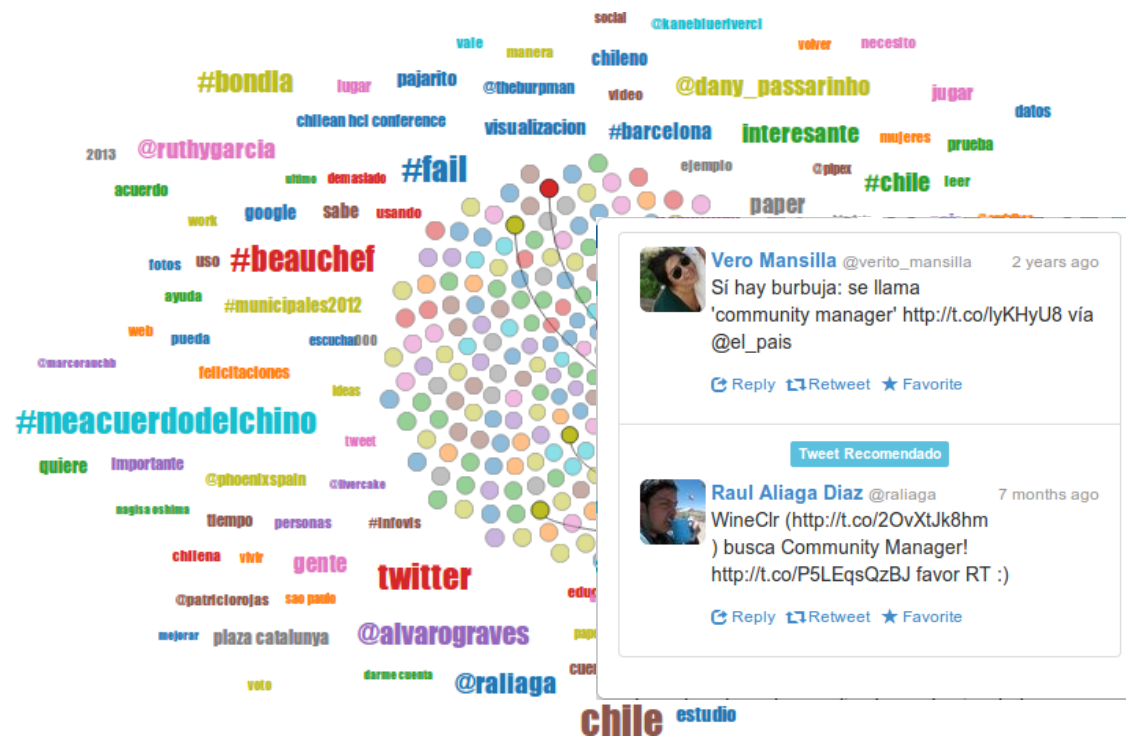 social
@kanebluerivercl
vale
manera
chileno
volver
necesito
#bondla
lugar
pajarito
@theburpman
video
@dany_passarinho
jugar
datos
chilean hci conference
visualizacion
#barcelona
interesante
mujeres
prueba
2013
@ruthygarcia
#fail
ejemplo
@pipex
#chile
leer
acuerdo
ultimo
demasiado
work
google
sabe
usando
paper
fotos
uso
#beauchef
ayuda
#municipales2012
web
pueda
escuchar
000
@marcorauchb
felicitaciones
ideas
#meacuerdodelchino
tweet
quiere
importante
@phoenixspain
@livercake
nagisa oshima
tiempo
personas
#infovis
chilena
vivir
gente
twitter
@patriciorojas
sao paulo
mejorar
plaza catalunya
@alvarograves
voto
darme cuenta
@raliaga
chile
estudio
Vero Mansilla @verito_mansilla 2 years ago
Sí hay burbuja: se llama
'community manager' http://t.co/lyKHyU8 vía
@el_pais
Reply Retweet Favorite
Tweet Recomendado
Raul Aliaga Diaz @raliaga 7 months ago
WineClr (http://t.co/2OvXtJk8hm
) busca Community Manager!
http://t.co/P5LEqsQzBJ favor RT :)
Reply Retweet Favorite